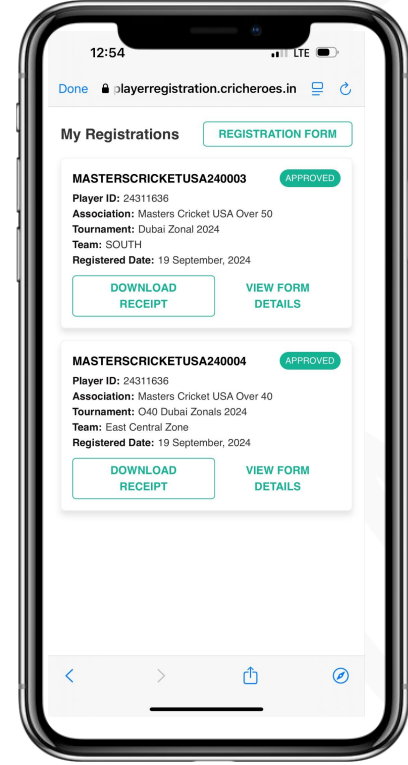 12:54
LTE
Done playerregistration.cricheroes.in
My Registrations
REGISTRATION FORM
MASTERSCRICKETUSA240003
APPROVED
Player ID: 24311636
Association: Masters Cricket USA Over 50
Tournament: Dubai Zonal 2024
Team: SOUTH
Registered Date: 19 September, 2024
DOWNLOAD
RECEIPT
VIEW FORM
DETAILS
MASTERSCRICKETUSA240004
APPROVED
Player ID: 24311636
Association: Masters Cricket USA Over 40
Tournament: O40 Dubai Zonals 2024
Team: East Central Zone
Registered Date: 19 September, 2024
DOWNLOAD
RECEIPT
VIEW FORM
DETAILS